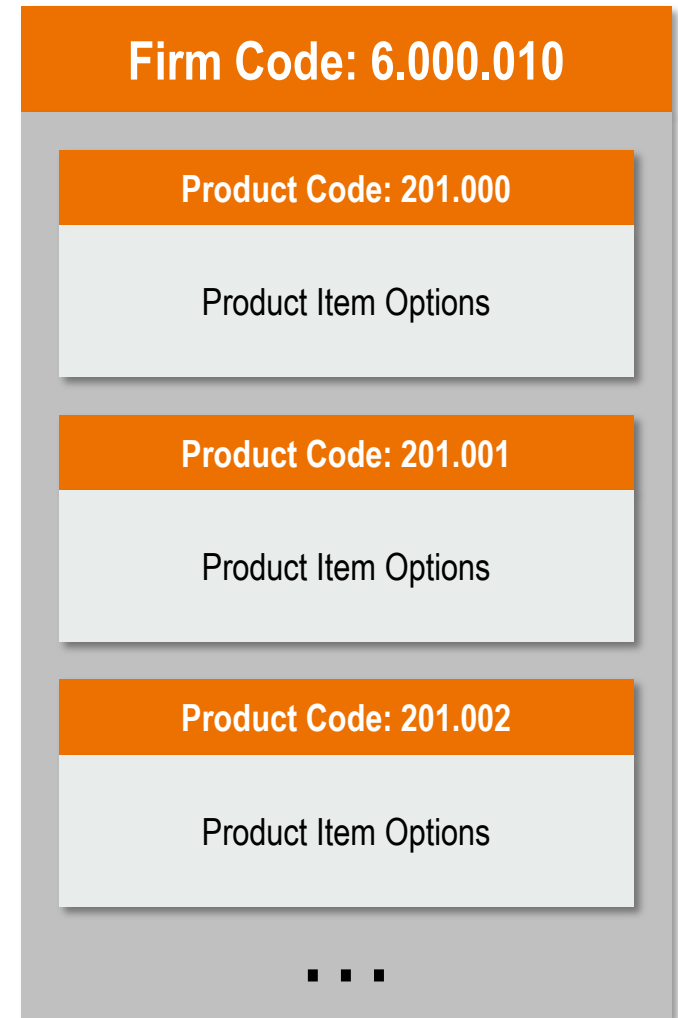 Firm Code: 6.000.010
Product Code: 201.000
Product Item Options
Product Code: 201.001
Product Item Options
Product Code: 201.002
Product Item Options
...